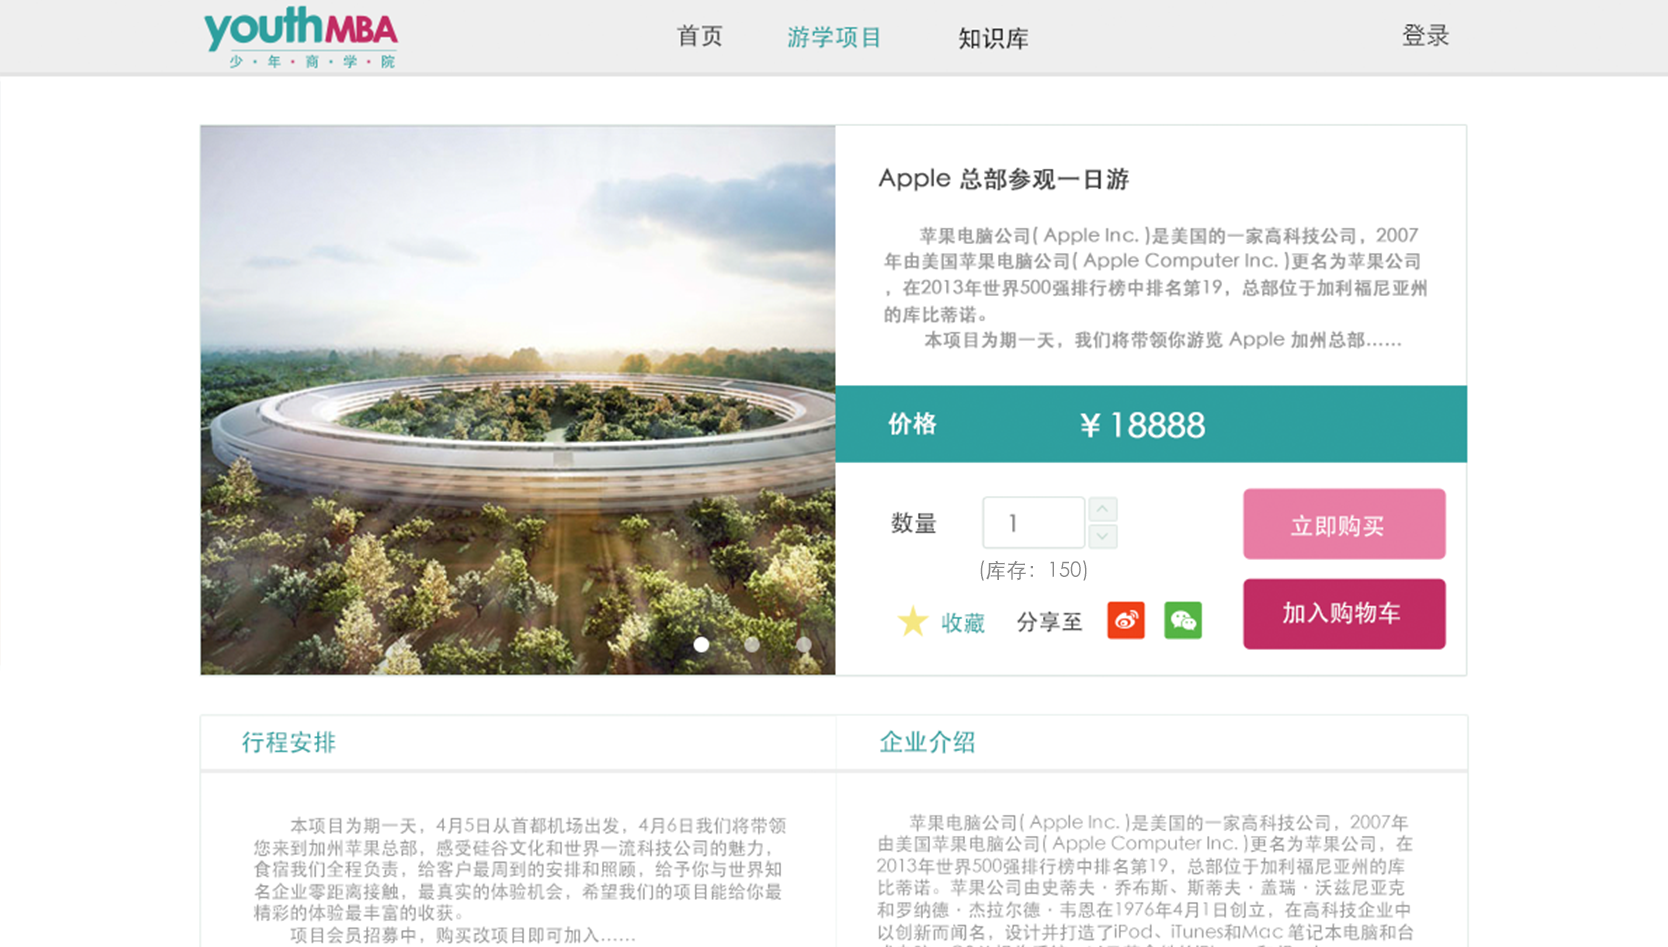 youthMBA
少·年·商·学·院
首页
游学项目
知识库
登录
Apple 总部参观一日游
苹果电脑公司( Apple Inc. )是美国的一家高科技公司，2007
年由美国苹果电脑公司( Apple Computer Inc. )更名为苹果公司
，在2013年世界500强排行榜中排名第19，总部位于加利福尼亚州
的库比蒂诺。
本项目为期一天，我们将带领你游览 Apple 加州总部......
价格
¥ 18888
数量
1
(库存：150)
立即购买
收藏
分享至
加入购物车
行程安排
企业介绍
本项目为期一天，4月5日从首都机场出发，4月6日我们将带领
您来到加州苹果总部，感受硅谷文化和世界一流科技公司的魅力，
食宿我们全程负责，给客户最周到的安排和照顾，给予你与世界知
名企业零距离接触，最真实的体验机会，希望我们的项目能给你最
精彩的体验最丰富的收获。
项目会员招募中，购买改项目即可加入......
苹果电脑公司( Apple Inc. )是美国的一家高科技公司，2007年
由美国苹果电脑公司( Apple Computer Inc. )更名为苹果公司，在
2013年世界500强排行榜中排名第19，总部位于加利福尼亚州的库
比蒂诺。苹果公司由史蒂夫·乔布斯、斯蒂夫·盖瑞·沃兹尼亚克
和罗纳德·杰拉尔德·韦恩在1976年4月1日创立，在高科技企业中
以创新而闻名，设计并打造了iPod、iTunes和Mac 笔记本电脑和台